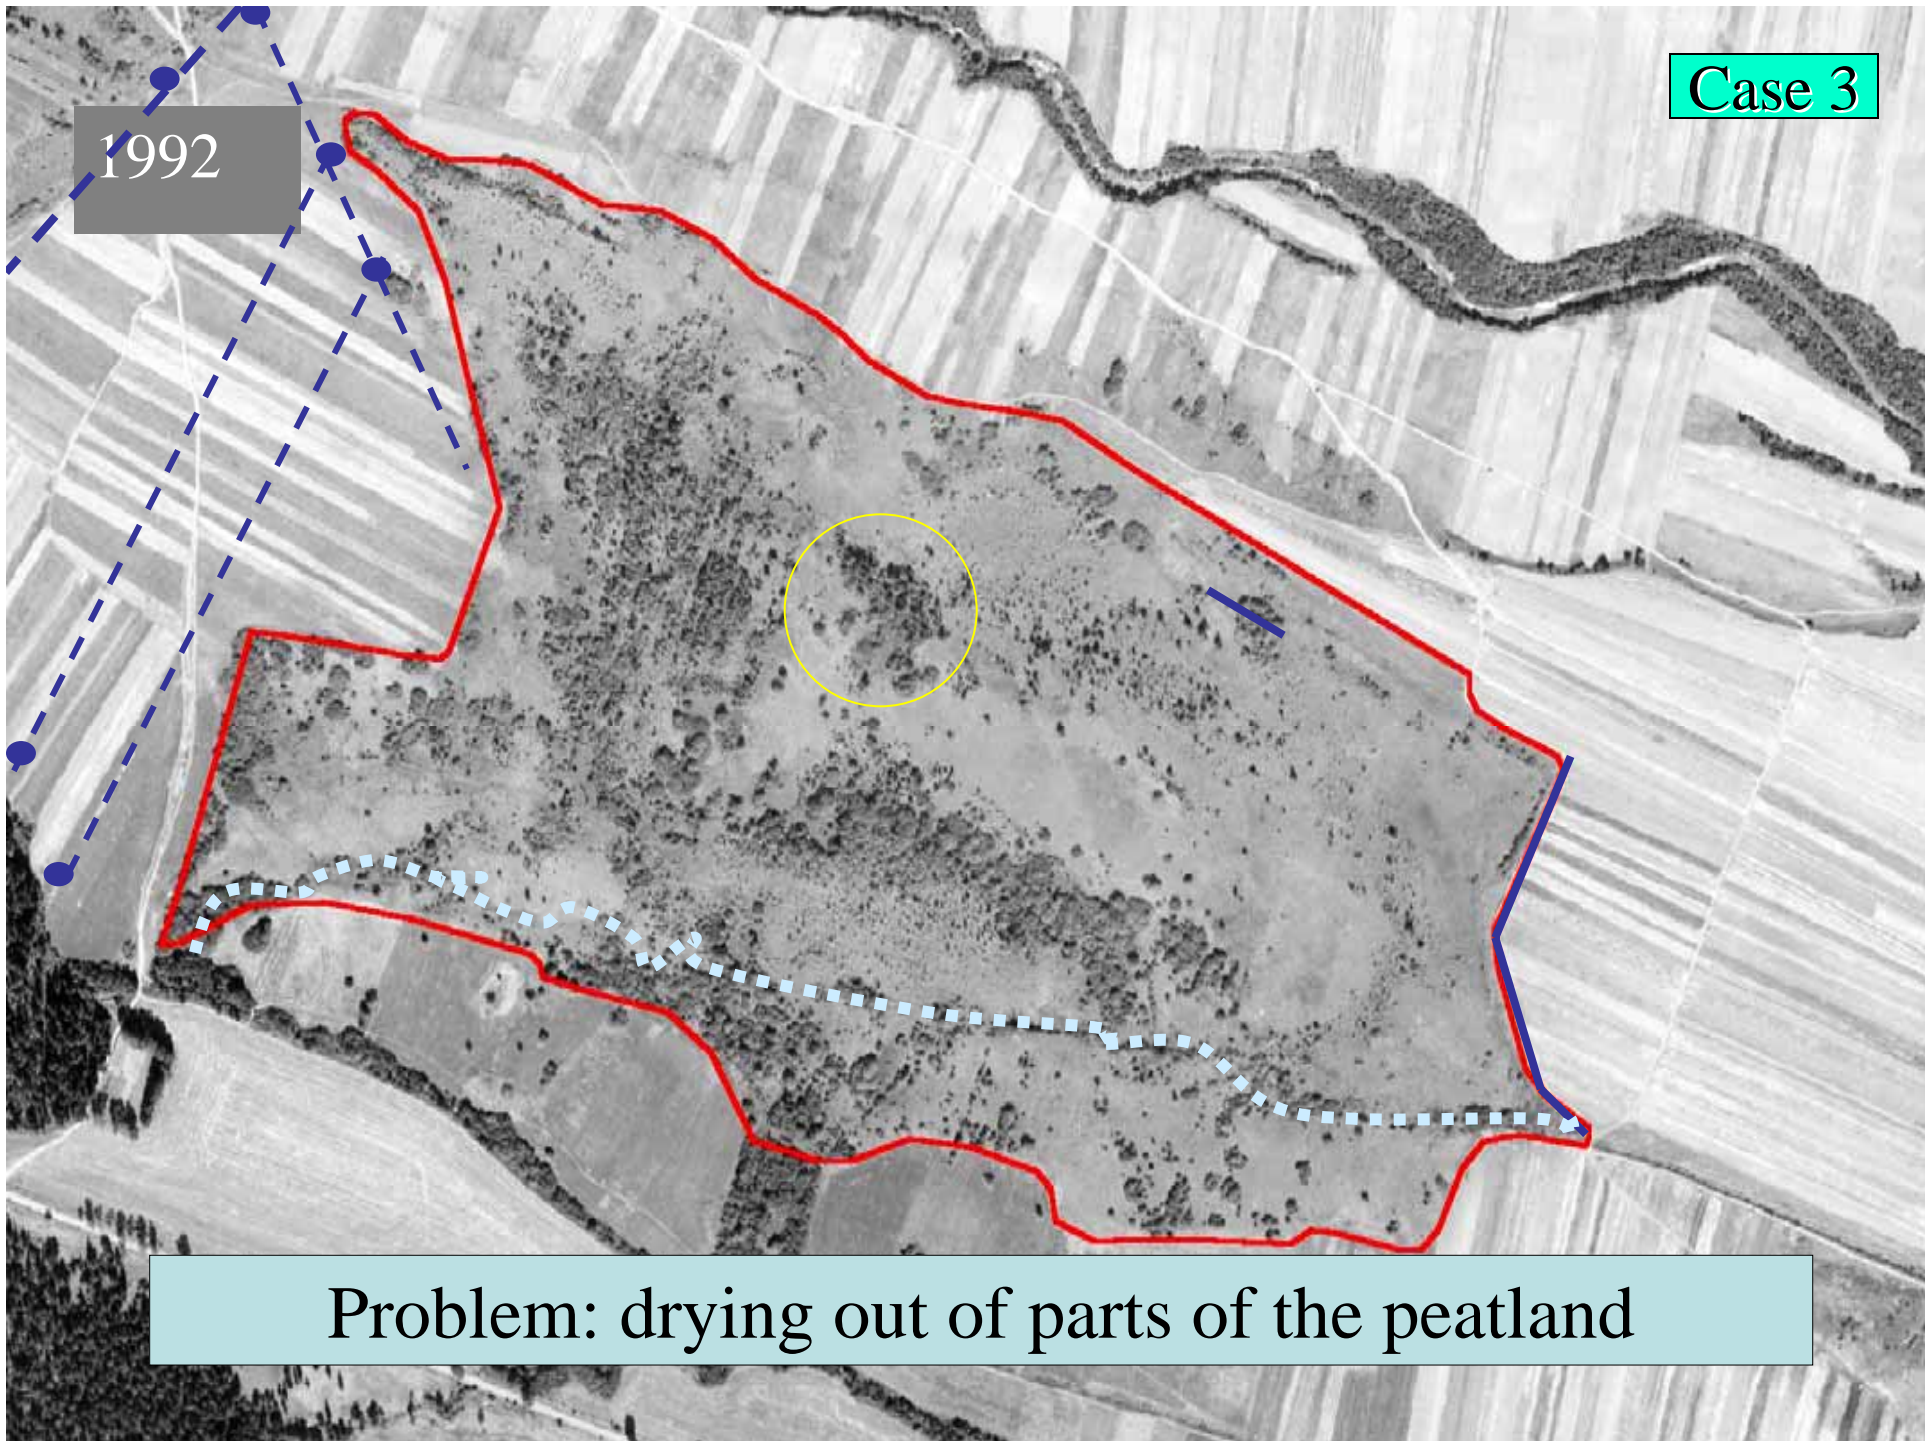 Case 3
1992
Problem: drying out of parts of the peatland